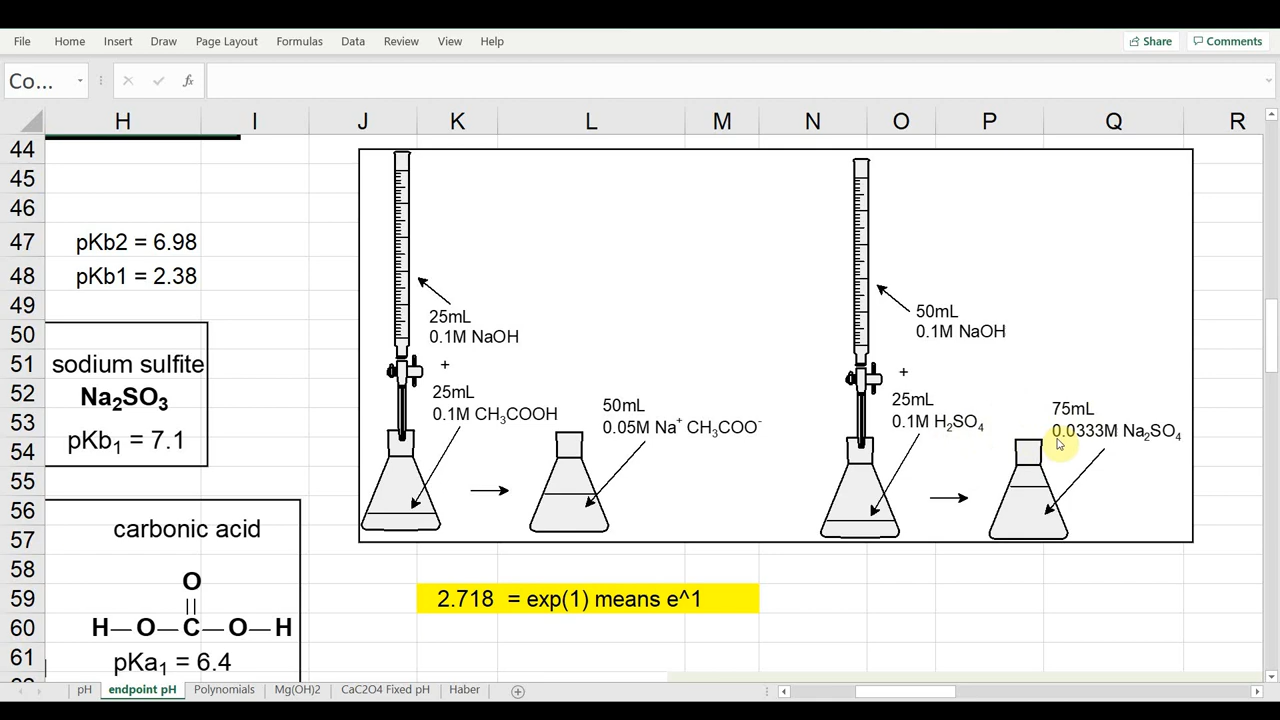 File Home Insert Draw Page Layout Formulas Data Review View Help Share Comments
Co... fx
H I J K L M N O P Q R
44
45
46
47
48
49
50
51
52
53
54
55
56
57
58
59
60
61
pKb2 = 6.98
pKb1 = 2.38
sodium sulfite
Na₂SO₃
pKb₁ = 7.1
carbonic acid
O
H—O—C—O—H
pKa₁ = 6.4
25mL
0.1M NaOH
+
25mL
0.1M CH₃COOH
50mL
0.05M Na⁺ CH₃COO⁻
50mL
0.1M NaOH
+
25mL
0.1M H₂SO₄
75mL
0.0333M Na₂SO₄
2.718 = exp(1) means e^1
pH endpoint pH Polynomials Mg(OH)2 CaC2O4 Fixed pH Haber